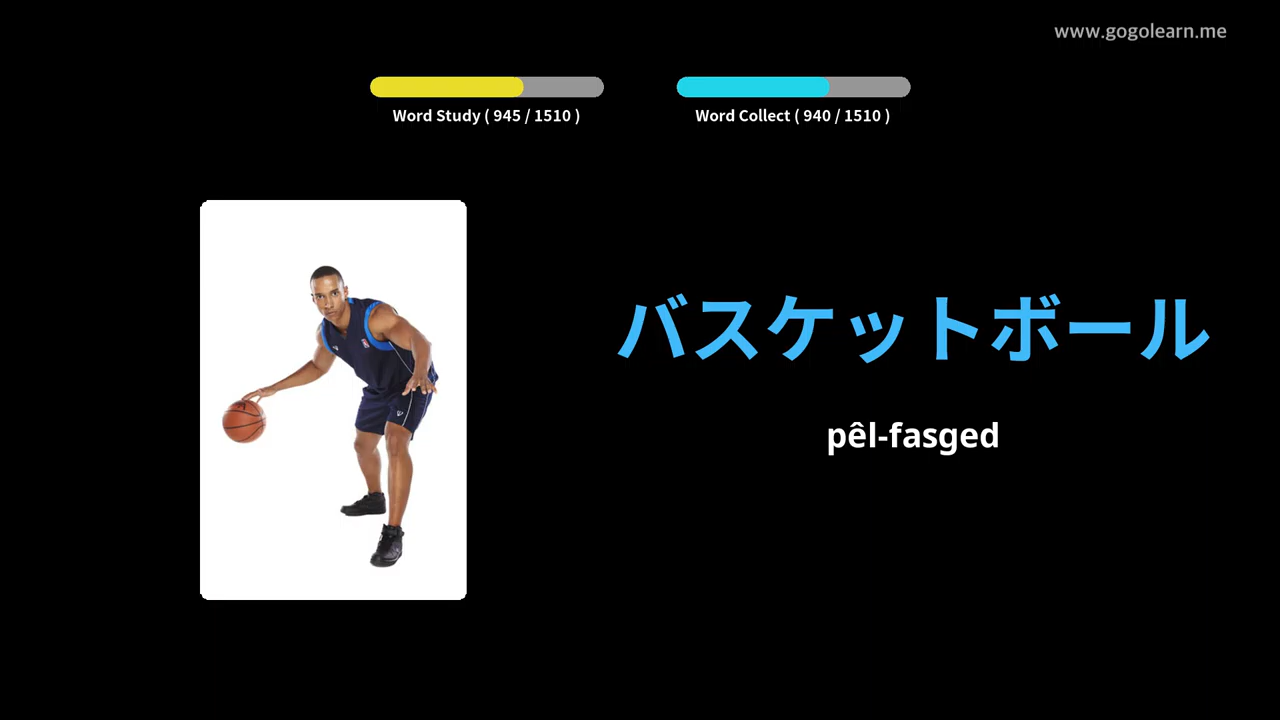 www.gogolearn.me
Word Study ( 945 / 1510 )
Word Collect ( 940 / 1510 )
バスケットボール
pêl-fasged